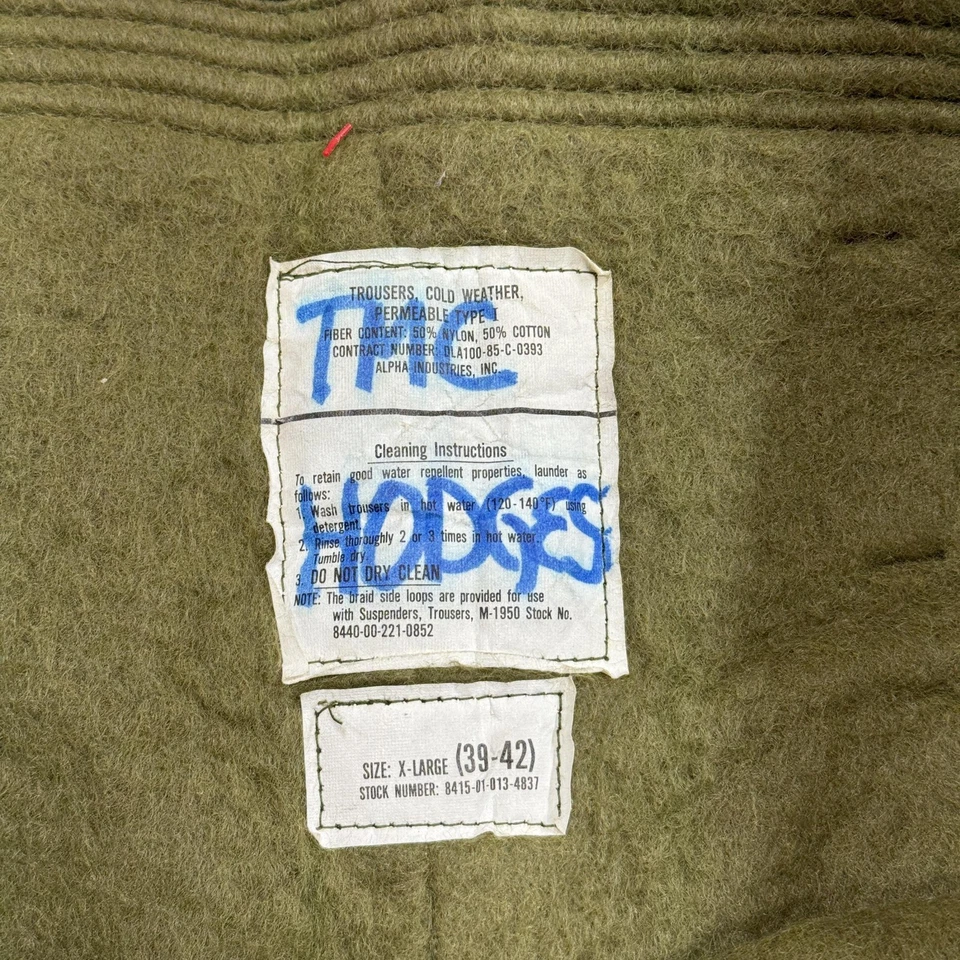 TROUSERS, COLD WEATHER,
PERMEABLE TYPE I
FIBER CONTENT: 50% NYLON, 50% COTTON
CONTRACT NUMBER: DLA100-85-C-0393
ALPHA INDUSTRIES, INC.
Cleaning Instructions
To retain good water repellent properties, launder as
follows:
1. Wash trousers in hot water (120-140°F) using
detergent.
2. Rinse thoroughly 2 or 3 times in hot water.
Tumble dry.
3. DO NOT DRY CLEAN
NOTE: The braid side loops are provided for use
with Suspenders, Trousers, M-1950 Stock No.
8440-00-221-0852
HODGES
SIZE: X-LARGE (39-42)
STOCK NUMBER: 8415-01-013-4837